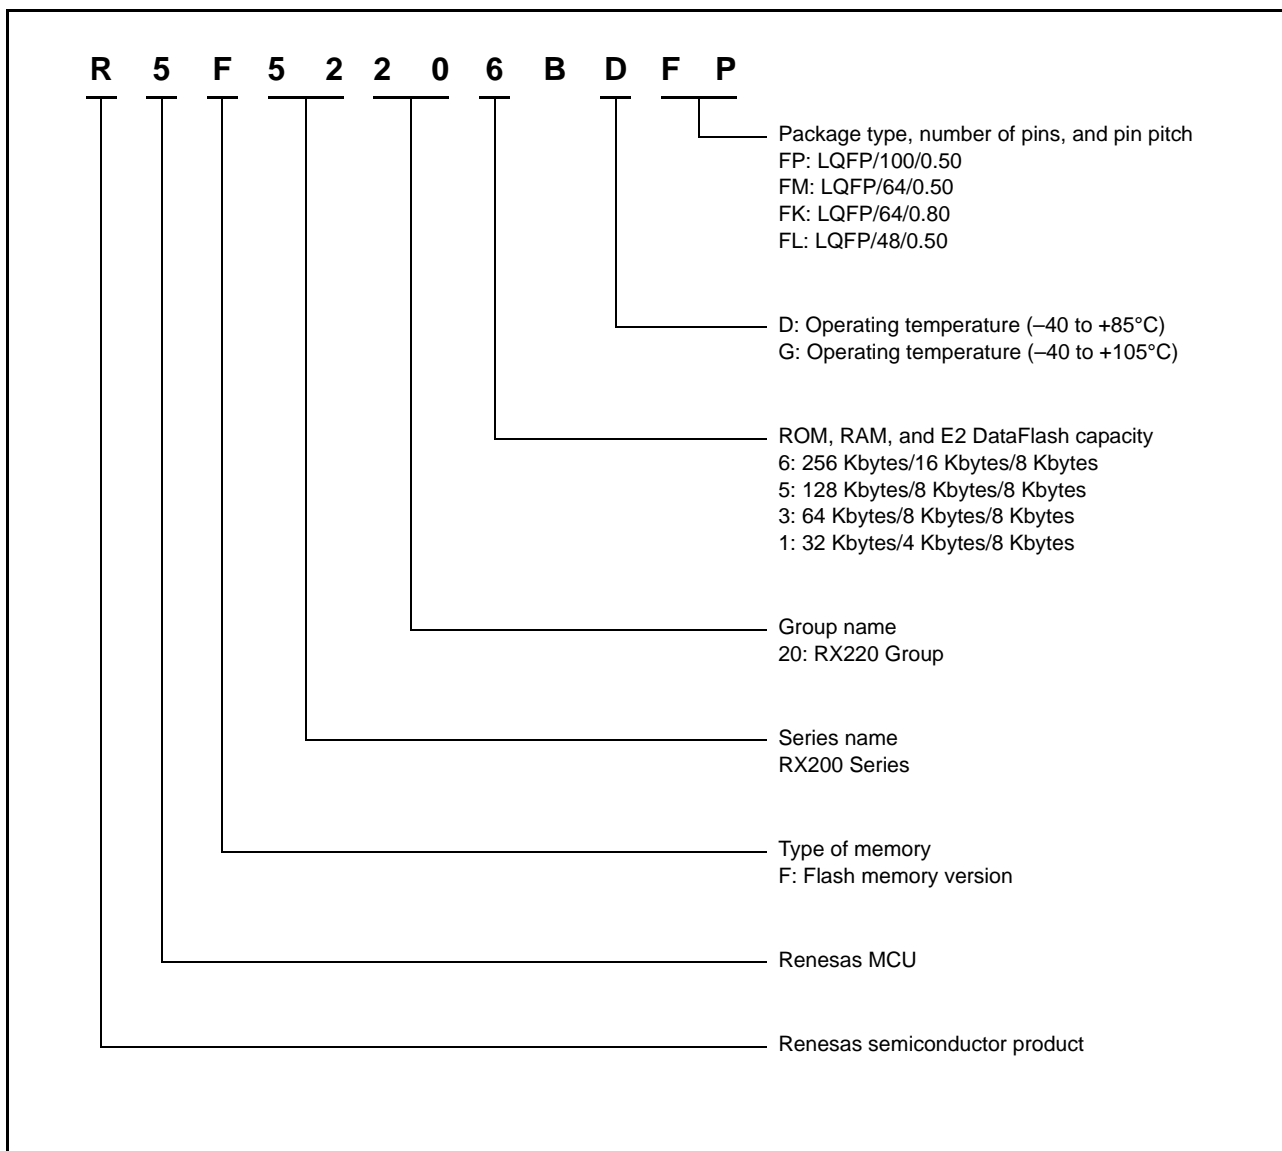 R 5 F 5 2 2 0 6 B D F P
Package type, number of pins, and pin pitch
FP: LQFP/100/0.50
FM: LQFP/64/0.50
FK: LQFP/64/0.80
FL: LQFP/48/0.50
D: Operating temperature (–40 to +85°C)
G: Operating temperature (–40 to +105°C)
ROM, RAM, and E2 DataFlash capacity
6: 256 Kbytes/16 Kbytes/8 Kbytes
5: 128 Kbytes/8 Kbytes/8 Kbytes
3: 64 Kbytes/8 Kbytes/8 Kbytes
1: 32 Kbytes/4 Kbytes/8 Kbytes
Group name
20: RX220 Group
Series name
RX200 Series
Type of memory
F: Flash memory version
Renesas MCU
Renesas semiconductor product